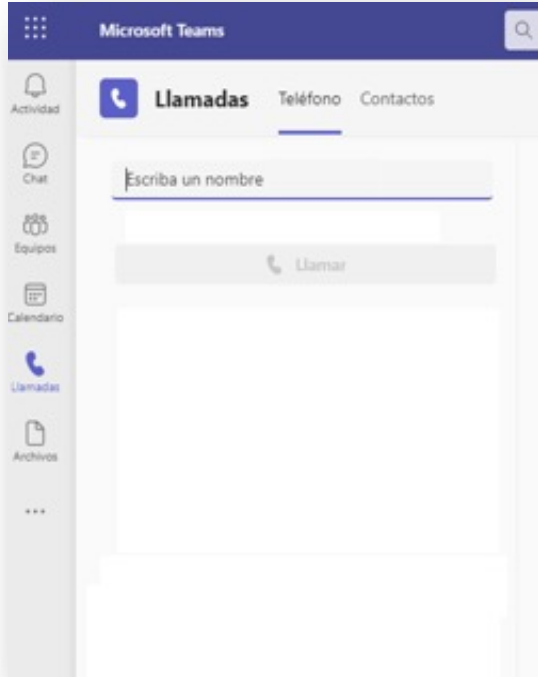 Microsoft Teams
Actividad
Chat
Equipos
Calendario
Llamadas
Archivos
Llamadas Teléfono Contactos
Escriba un nombre
Llamar